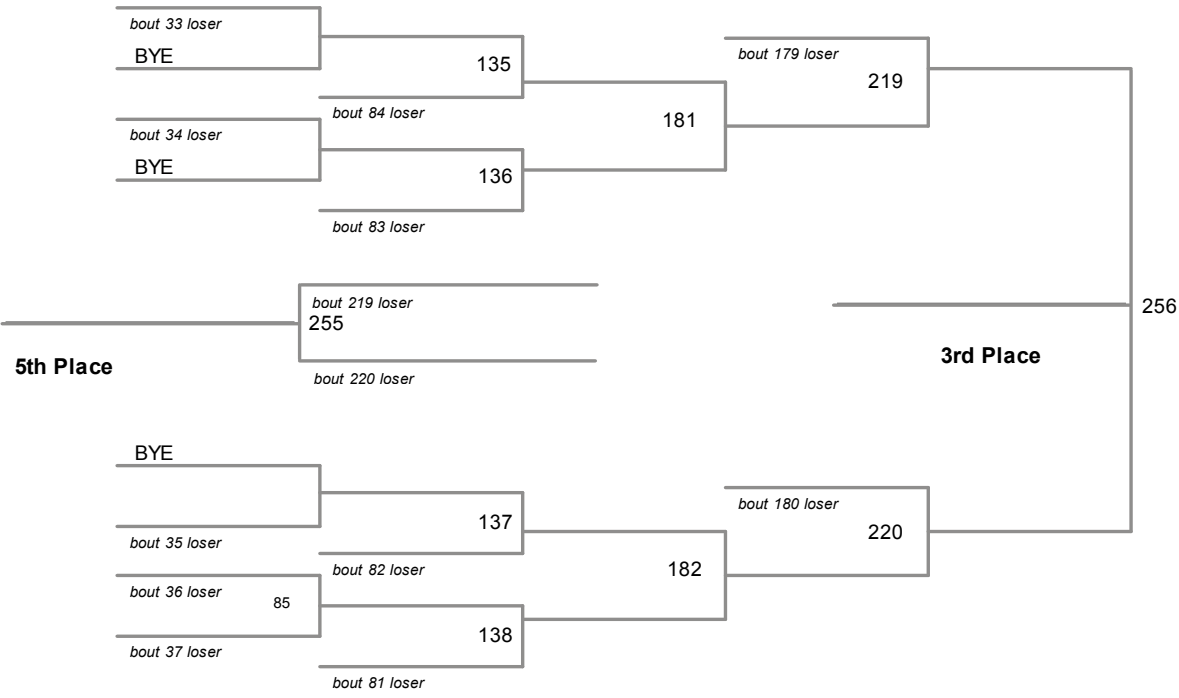 bout 33 loser
BYE
135
bout 179 loser
219
bout 84 loser
bout 34 loser
181
BYE
136
bout 83 loser
bout 219 loser
255
256
5th Place
3rd Place
bout 220 loser
BYE
bout 180 loser
137
220
bout 35 loser
bout 82 loser
182
bout 36 loser
85
138
bout 37 loser
bout 81 loser